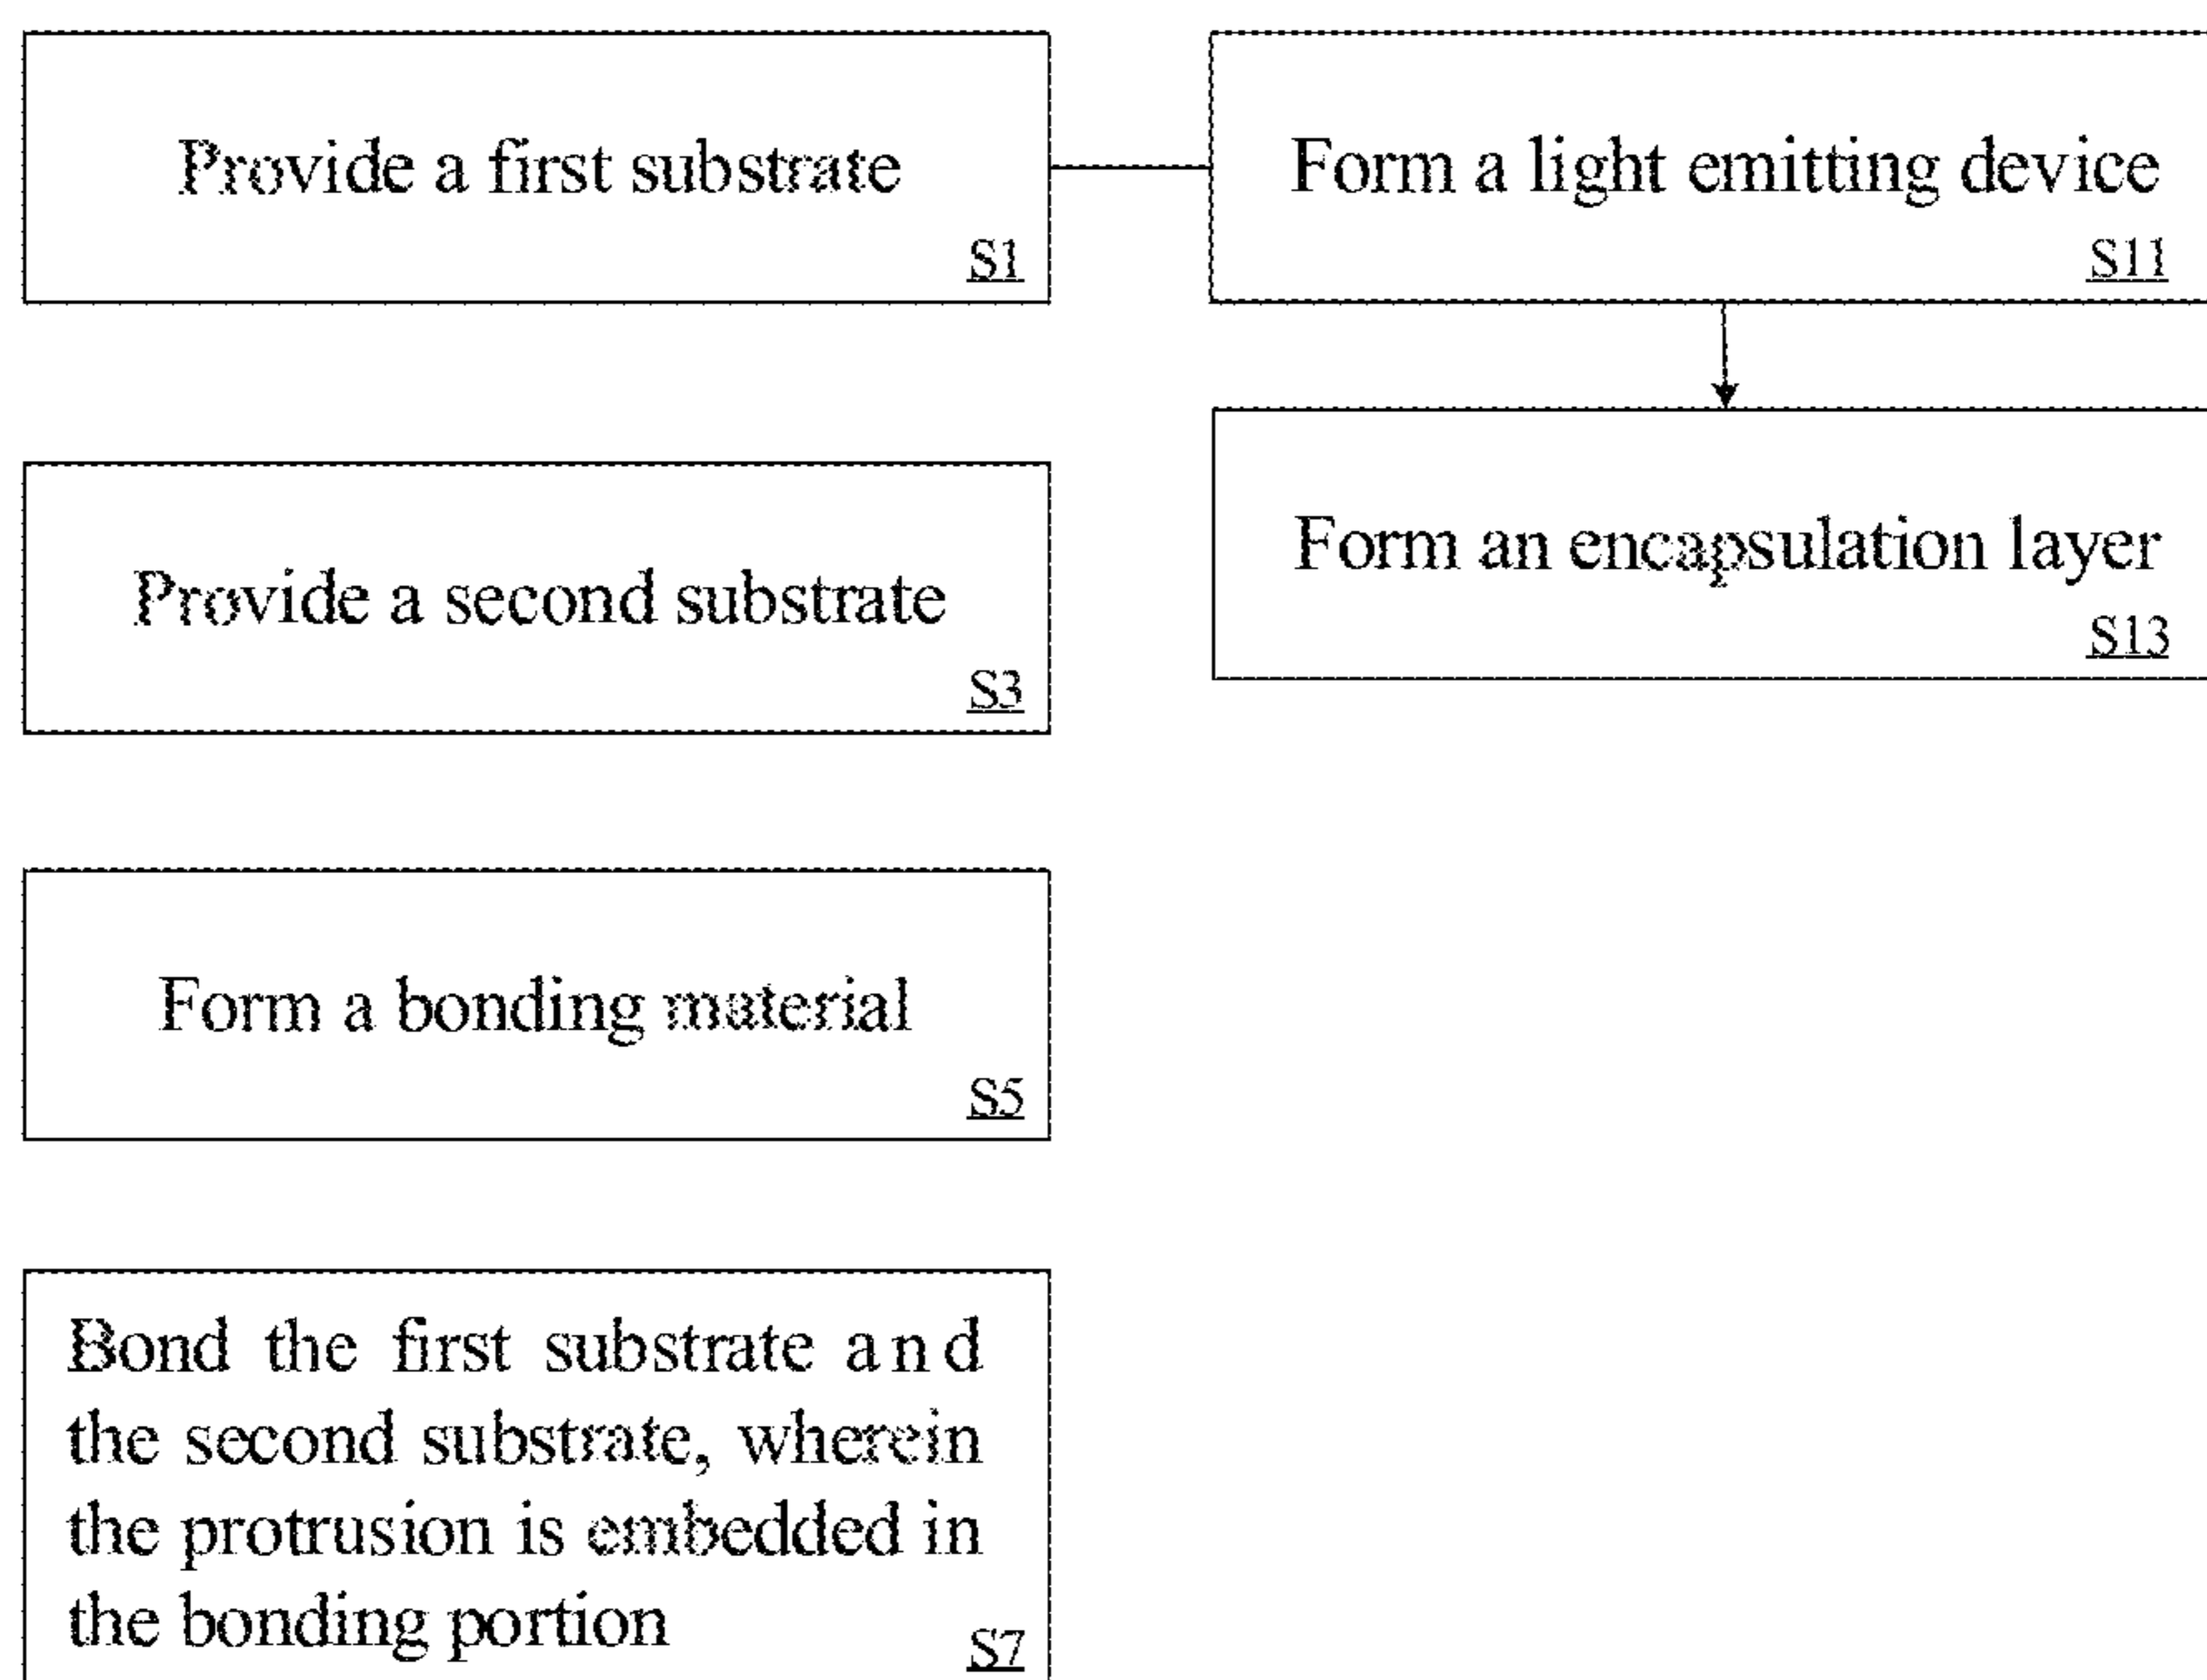 Provide a first substrate
S1
Form a light emitting device
S11
Provide a second substrate
S3
Form an encapsulation layer
S13
Form a bonding material
S5
Bond the first substrate and
the second substrate, wherein
the protrusion is embedded in
the bonding portion
S7